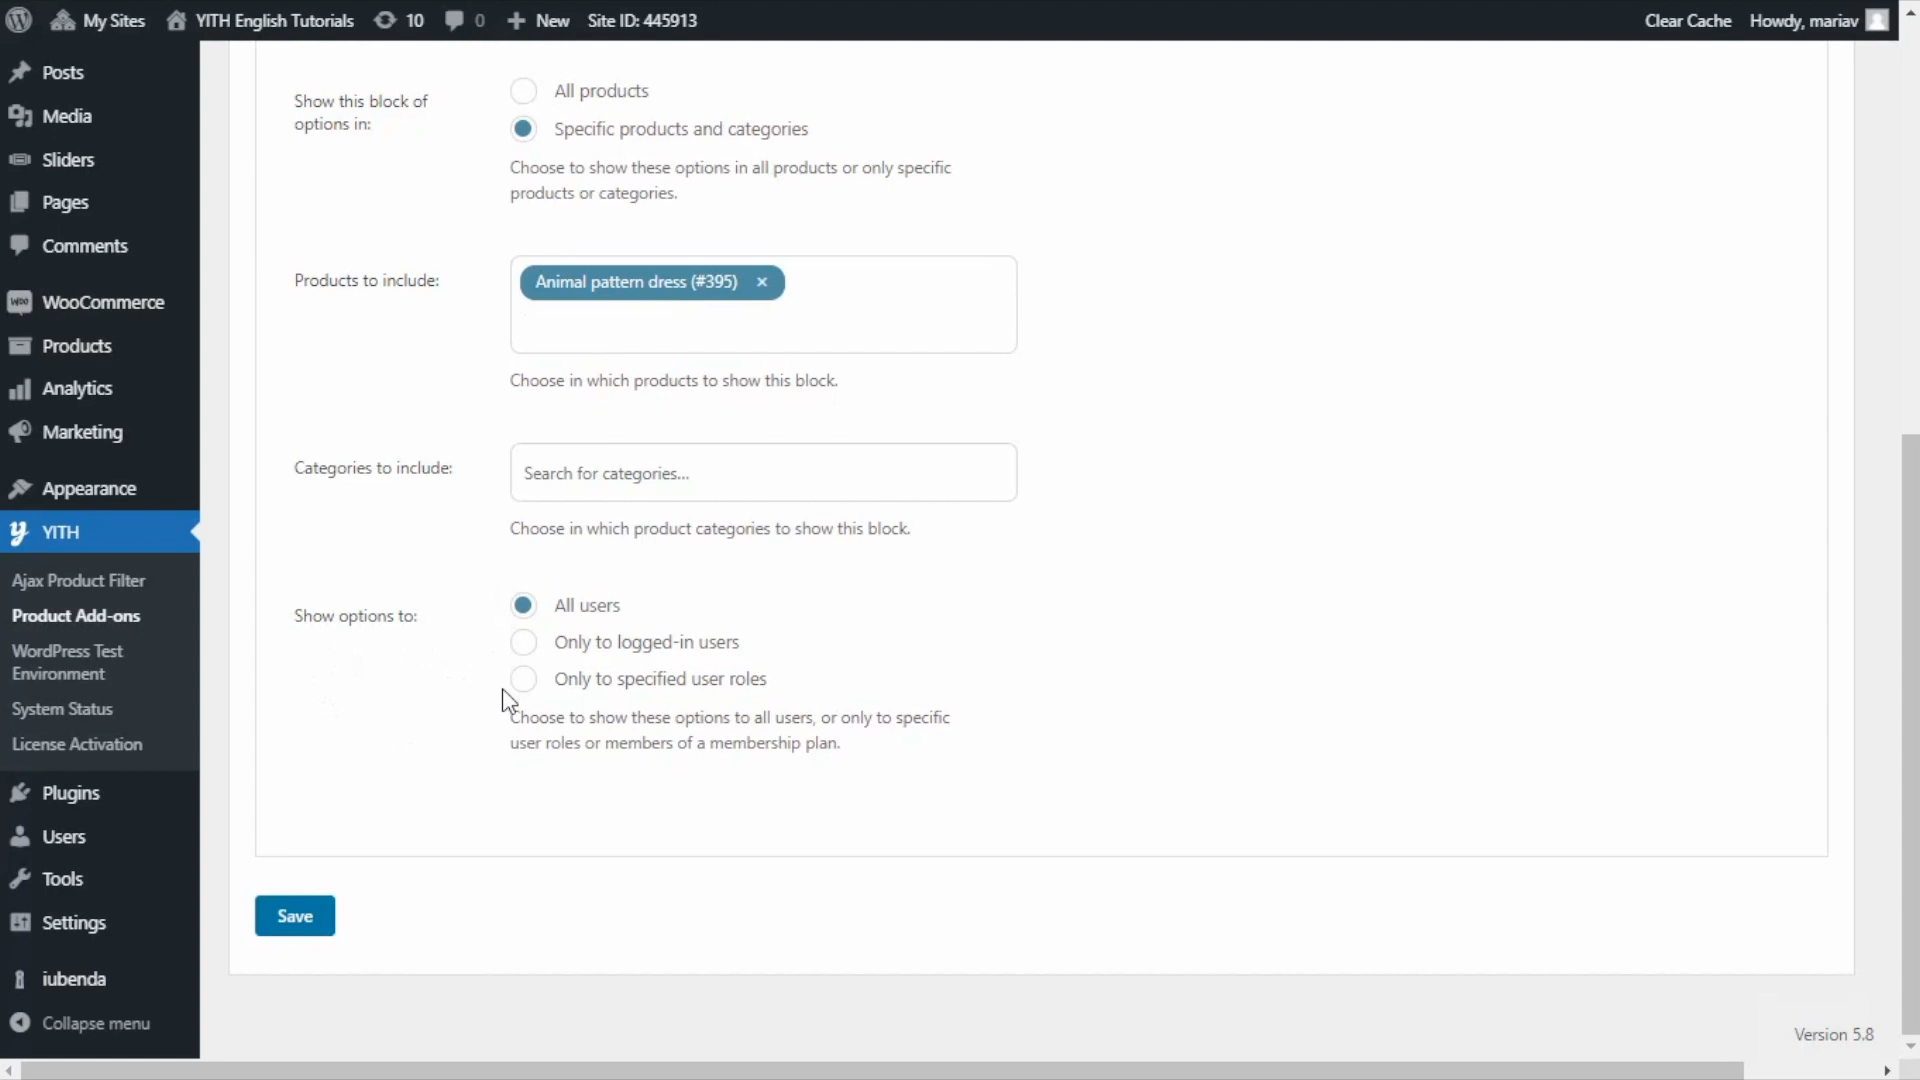 My Sites YITH English Tutorials 10 0 New Site ID: 445913 Clear Cache Howdy, mariav
Posts
Media
Sliders
Pages
Comments
WooCommerce
Products
Analytics
Marketing
Appearance
YITH
Ajax Product Filter
Product Add-ons
WordPress Test
Environment
System Status
License Activation
Plugins
Users
Tools
Settings
iubenda
Collapse menu
Show this block of
options in:
All products
Specific products and categories
Choose to show these options in all products or only specific
products or categories.
Products to include:
Animal pattern dress (#395) ×
Choose in which products to show this block.
Categories to include:
Search for categories...
Choose in which product categories to show this block.
Show options to:
All users
Only to logged-in users
Only to specified user roles
Choose to show these options to all users, or only to specific
user roles or members of a membership plan.
Save
Version 5.8